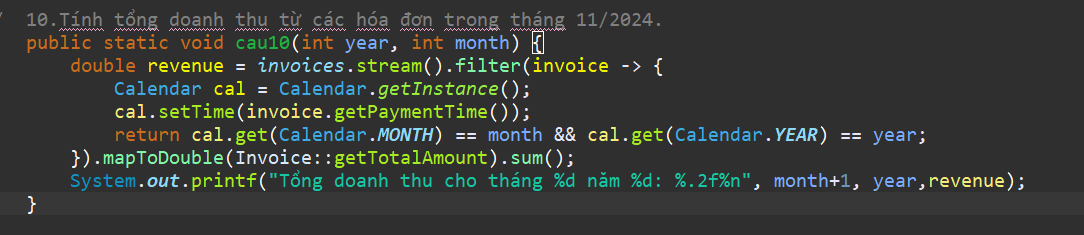 / 10.Tính tổng doanh thu từ các hóa đơn trong tháng 11/2024.
public static void cau10(int year, int month) {
double revenue = invoices.stream().filter(invoice -> {
Calendar cal = Calendar.getInstance();
cal.setTime(invoice.getPaymentTime());
return cal.get(Calendar.MONTH) == month && cal.get(Calendar.YEAR) == year;
}).mapToDouble(Invoice::getTotalAmount).sum();
System.out.printf("Tổng doanh thu cho tháng %d năm %d: %.2f%n", month+1, year,revenue);
}